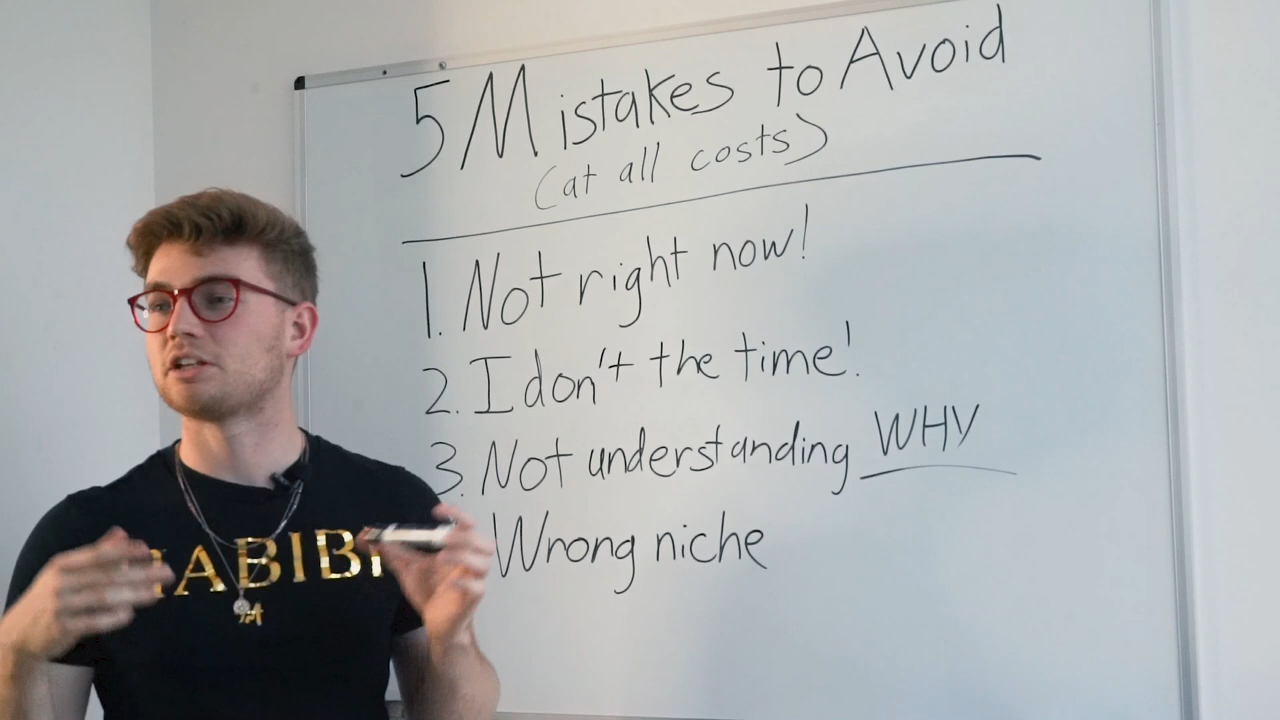 5 Mistakes to Avoid
(at all costs)
1. Not right now!
2. I don't the time!
3. Not understanding WHY
Wrong niche
HABIBI